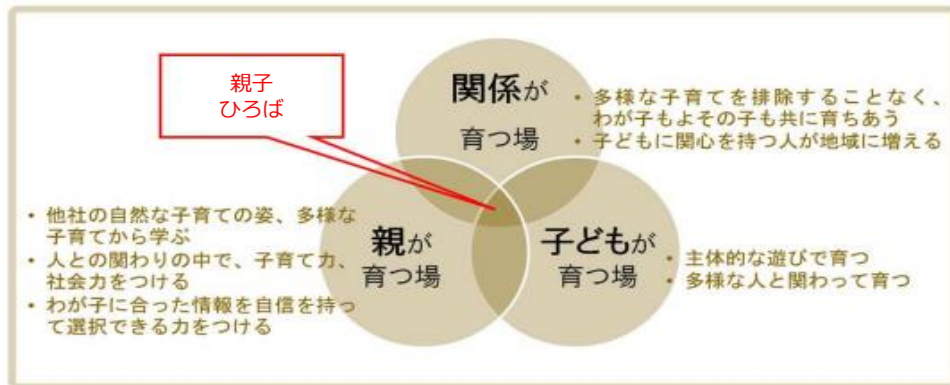 親子
ひろば
関係が
育つ場
• 多様な子育てを排除することなく、
わが子もよその子も共に育ちあう
• 子どもに関心を持つ人が地域に増える
• 他社の自然な子育ての姿、多様な
子育てから学ぶ
• 人との関わりの中で、子育て力、
社会力をつける
• わが子に合った情報を自信を持っ
て選択できる力をつける
親が
育つ場
子どもが
育つ場
• 主体的な遊びで育つ
• 多様な人と関わって育つ